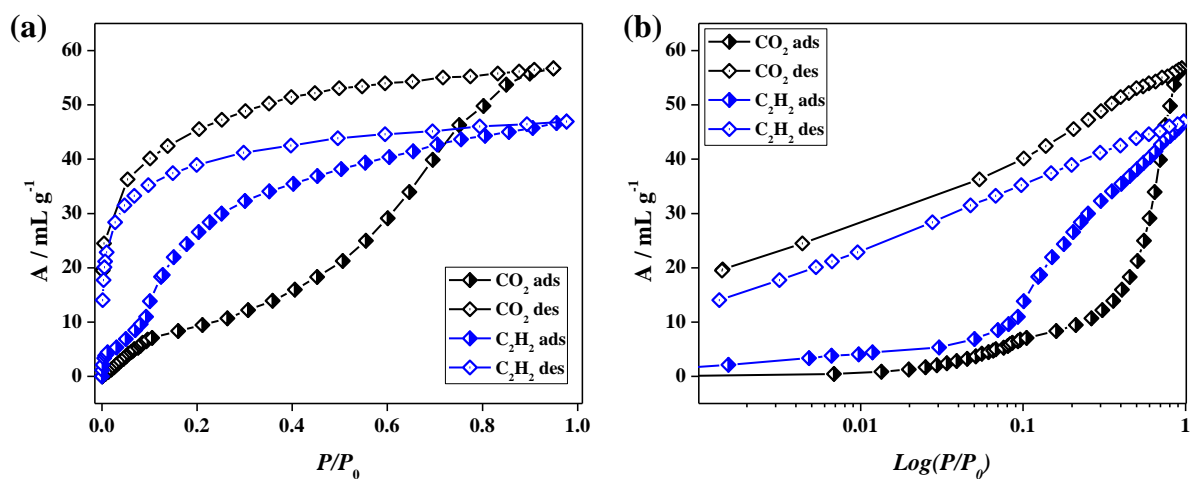 (a)
60
50
40
30
20
10
0
A / mL g⁻¹
0.0 0.2 0.4 0.6 0.8 1.0
P/P₀
CO₂ ads
CO₂ des
C₂H₂ ads
C₂H₂ des
(b)
60
50
40
30
20
10
0
A / mL g⁻¹
0.01 0.1 1
Log(P/P₀)
CO₂ ads
CO₂ des
C₂H₂ ads
C₂H₂ des